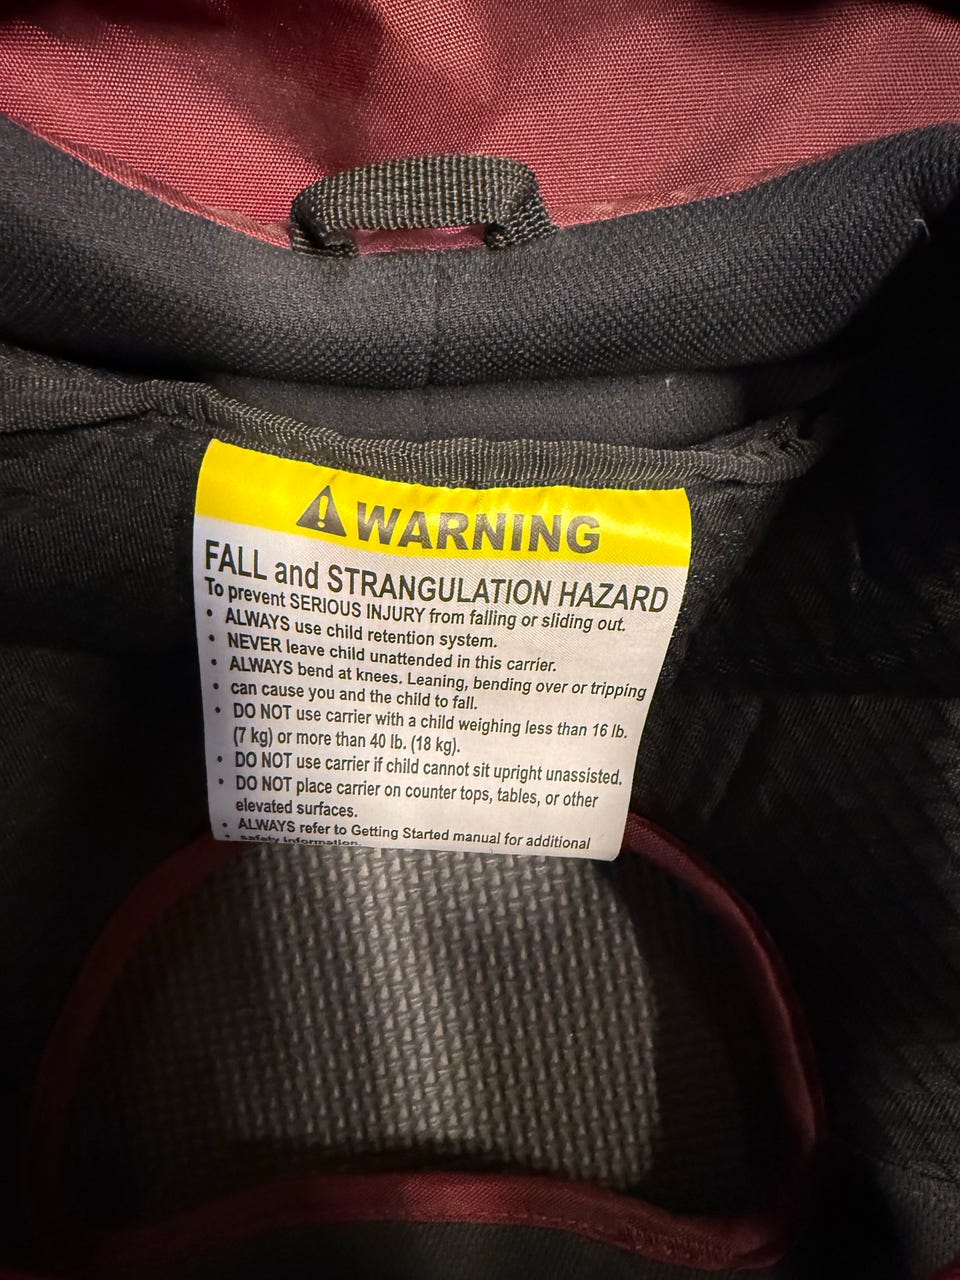 WARNING
FALL and STRANGULATION HAZARD
To prevent SERIOUS INJURY from falling or sliding out.
• ALWAYS use child retention system.
• NEVER leave child unattended in this carrier.
• ALWAYS bend at knees. Leaning, bending over or tripping
• can cause you and the child to fall.
• DO NOT use carrier with a child weighing less than 16 lb.
(7 kg) or more than 40 lb. (18 kg).
• DO NOT use carrier if child cannot sit upright unassisted.
• DO NOT place carrier on counter tops, tables, or other
elevated surfaces.
• ALWAYS refer to Getting Started manual for additional
• safety information.